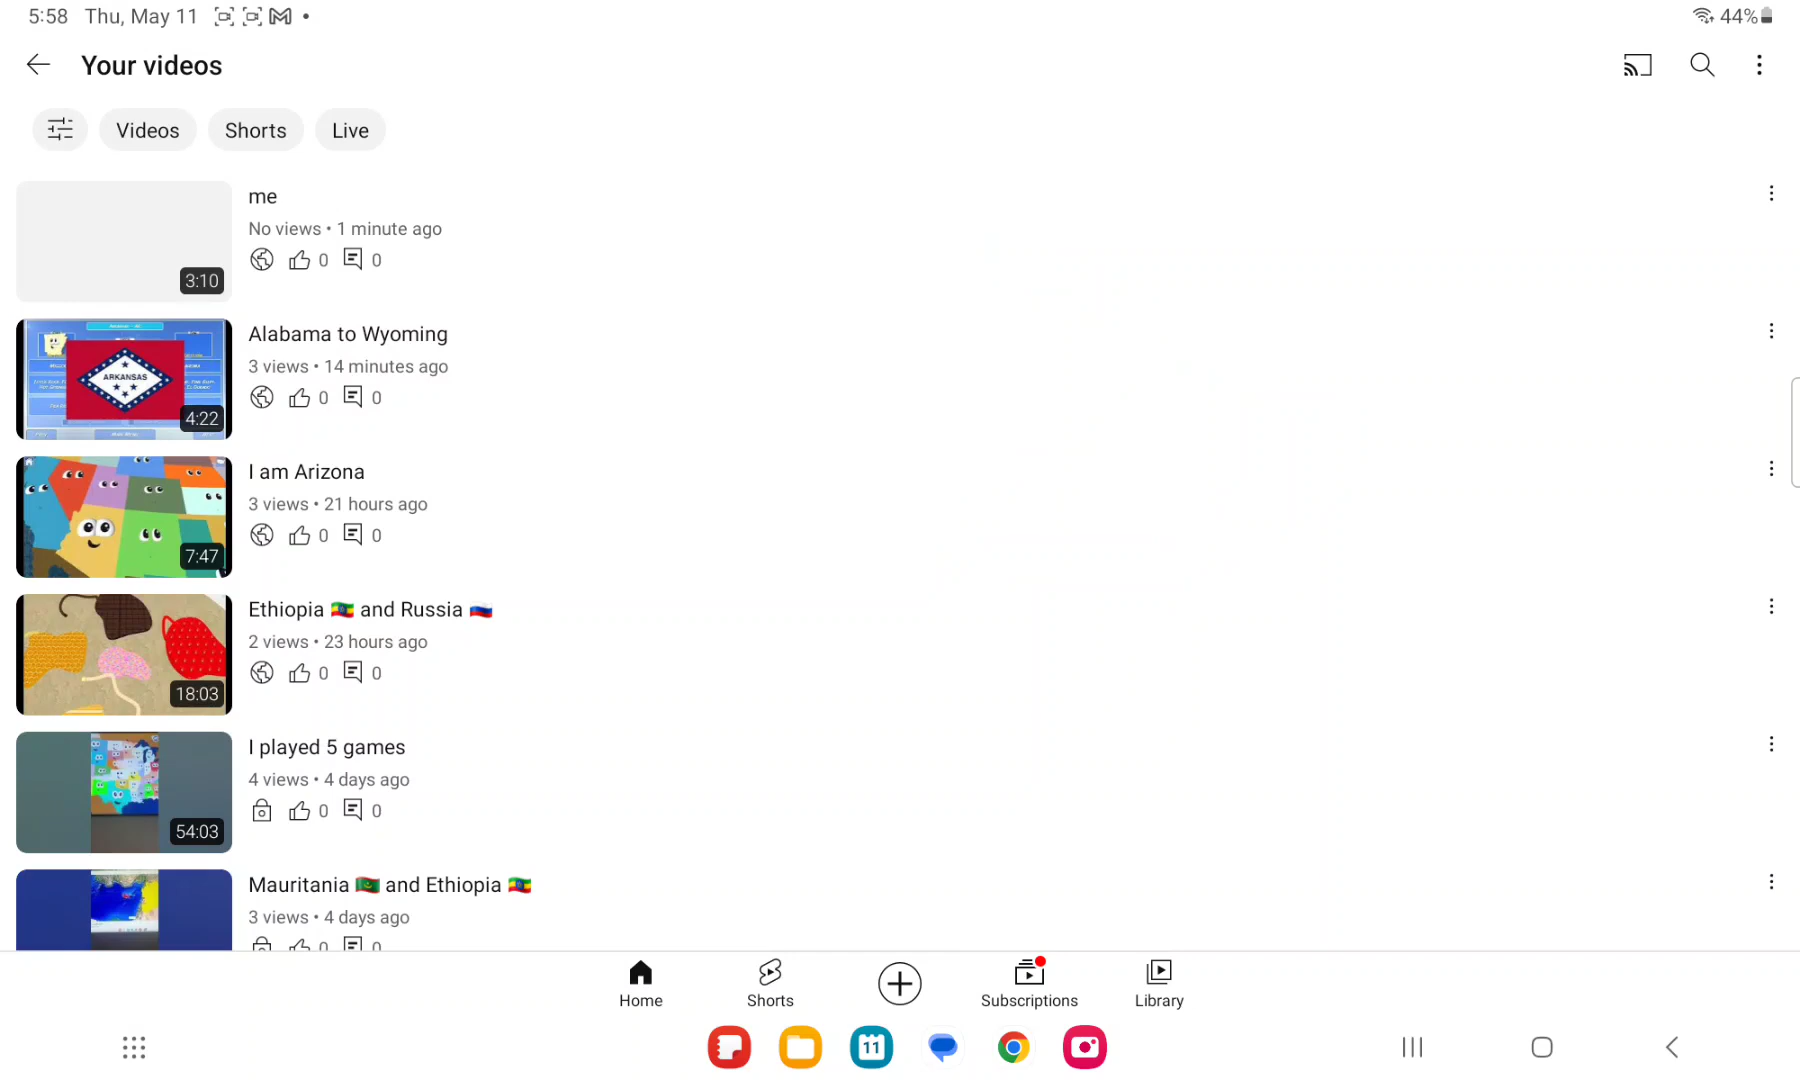 5:58 Thu, May 11 44%
Your videos
Videos Shorts Live
me
No views • 1 minute ago
0 0
3:10
Alabama to Wyoming
3 views • 14 minutes ago
0 0
ARKANSAS
4:22
I am Arizona
3 views • 21 hours ago
0 0
7:47
Ethiopia 🇪🇹 and Russia 🇷🇺
2 views • 23 hours ago
0 0
18:03
I played 5 games
4 views • 4 days ago
0 0
54:03
Mauritania 🇲🇷 and Ethiopia 🇪🇹
3 views • 4 days ago
0 0
Home Shorts Subscriptions Library
11